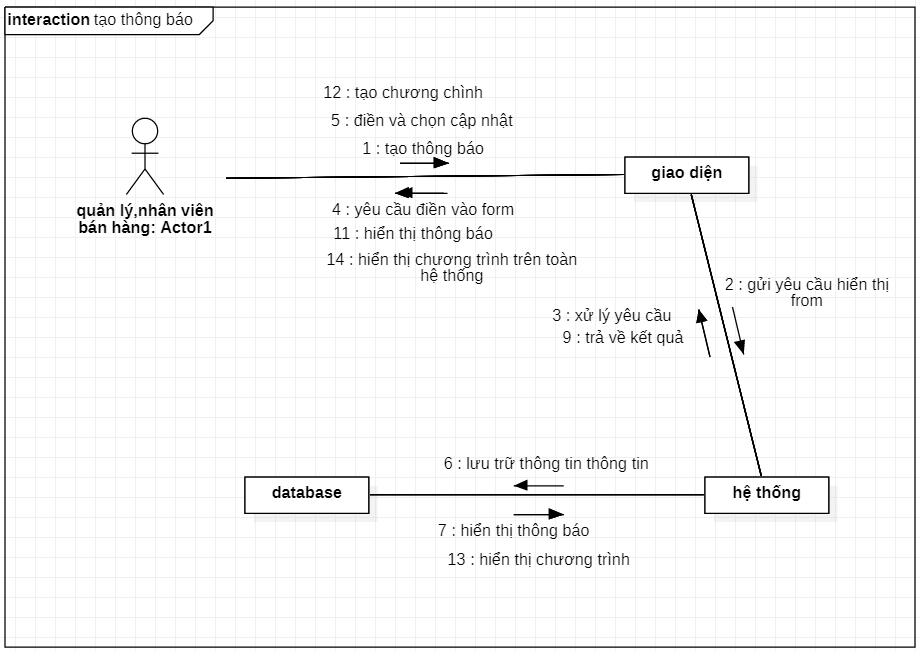 interaction tạo thông báo
12 : tạo chương chình
5 : điền và chọn cập nhật
1 : tạo thông báo
giao diện
quản lý,nhân viên
bán hàng: Actor1
4 : yêu cầu điền vào form
11 : hiển thị thông báo
14 : hiển thị chương trình trên toàn
hệ thống
2 : gửi yêu cầu hiển thị
from
3 : xử lý yêu cầu
9 : trả về kết quả
6 : lưu trữ thông tin thông tin
database
hệ thống
7 : hiển thị thông báo
13 : hiển thị chương trình